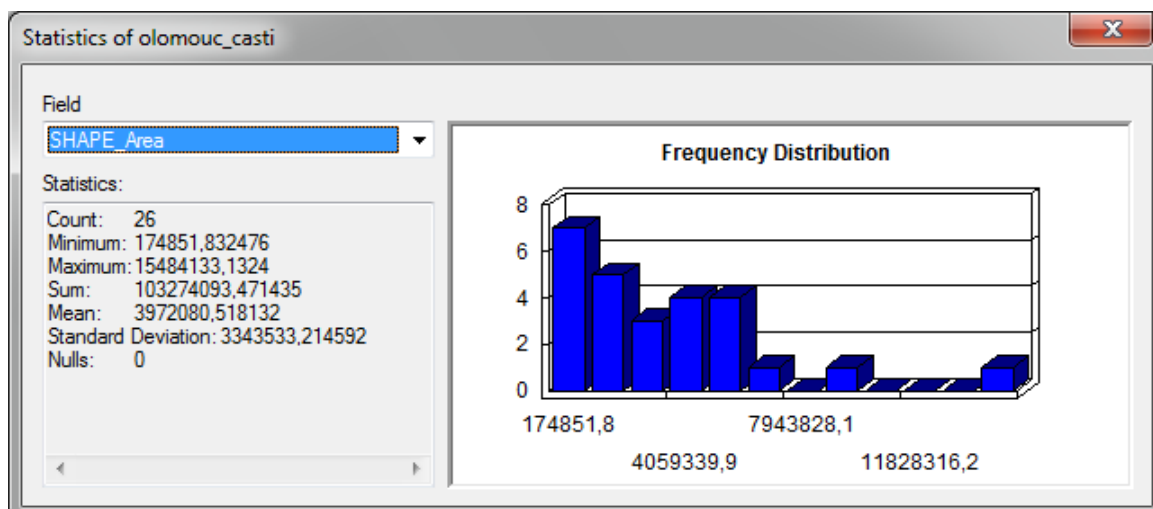 Statistics of olomouc_casti
Field
SHAPE_Area
Statistics:
Count: 26
Minimum: 174851,832476
Maximum: 15484133,1324
Sum: 103274093,471435
Mean: 3972080,518132
Standard Deviation: 3343533,214592
Nulls: 0
Frequency Distribution
8
6
4
2
0
174851,8 7943828,1
4059339,9 11828316,2